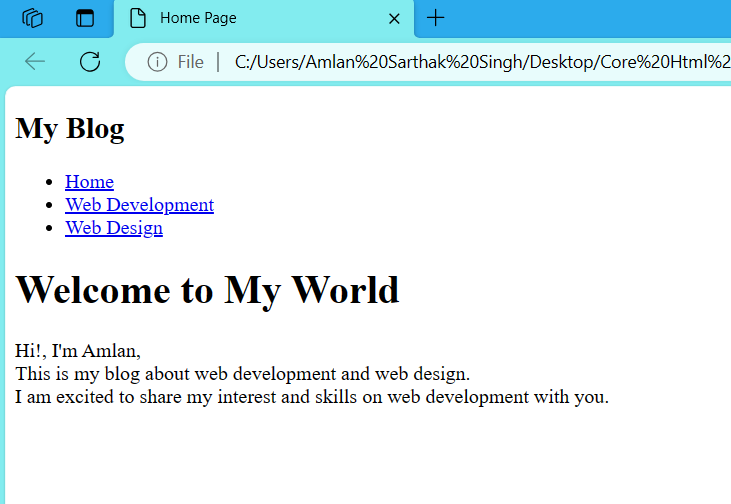 Home Page
File | C:/Users/Amlan%20Sarthak%20Singh/Desktop/Core%20Html%2
My Blog
Home
Web Development
Web Design
Welcome to My World
Hi!, I'm Amlan,
This is my blog about web development and web design.
I am excited to share my interest and skills on web development with you.